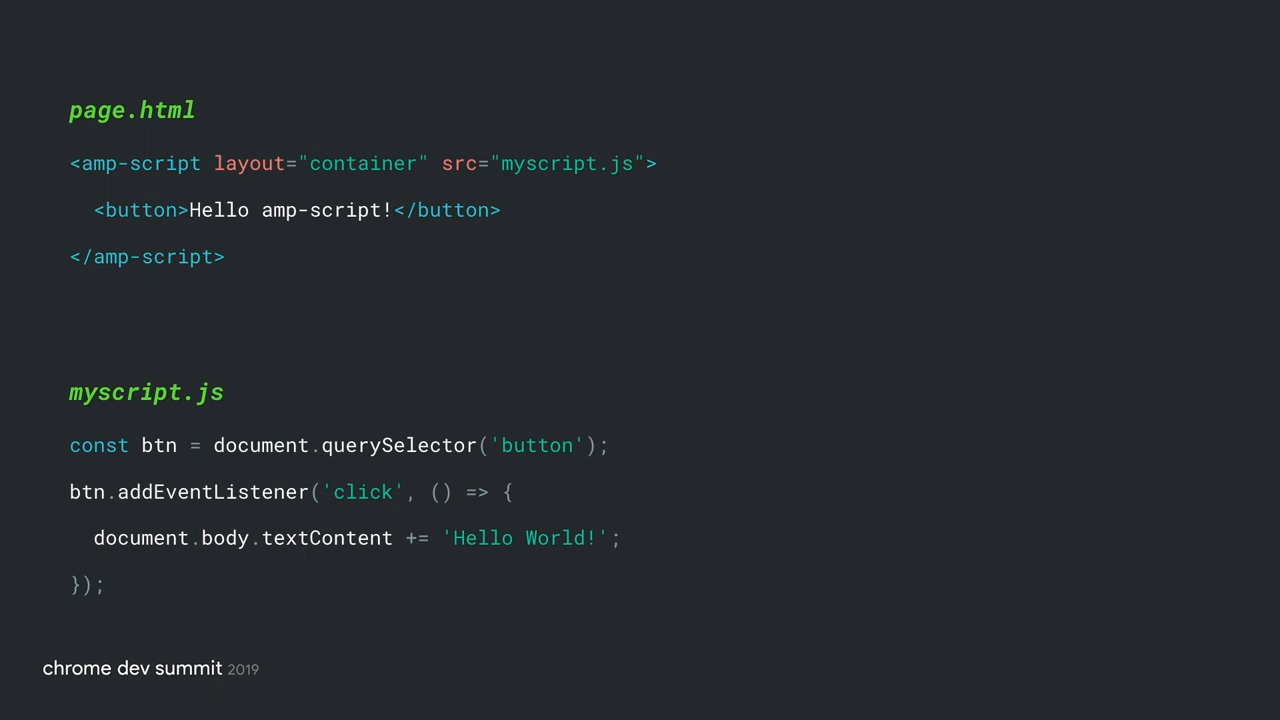 page.html
<amp-script layout="container" src="myscript.js">
<button>Hello amp-script!</button>
</amp-script>
myscript.js
const btn = document.querySelector('button');
btn.addEventListener('click', () => {
document.body.textContent += 'Hello World!';
});
chrome dev summit 2019